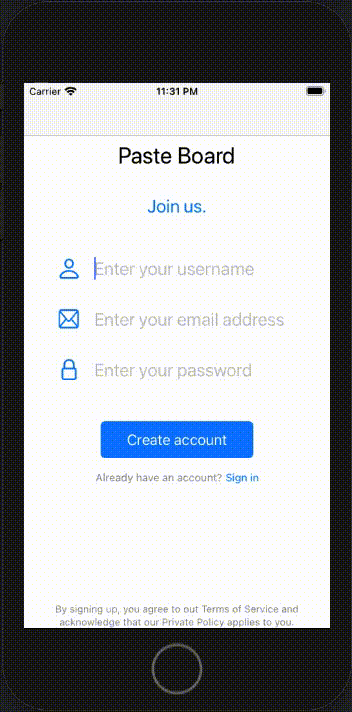 Carrier 11:31 PM
Paste Board
Join us.
Enter your username
Enter your email address
Enter your password
Create account
Already have an account? Sign in
By signing up, you agree to out Terms of Service and
acknowledge that our Private Policy applies to you.